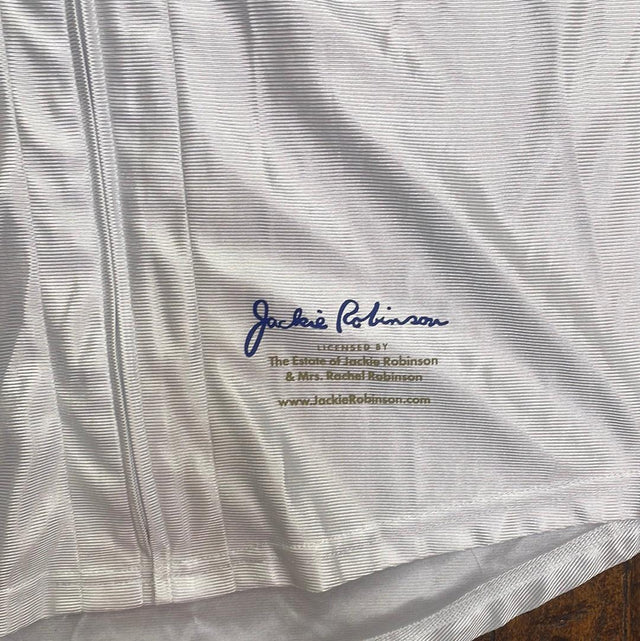 Jackie Robinson
LICENSED BY
The Estate of Jackie Robinson
& Mrs. Rachel Robinson
www.JackieRobinson.com